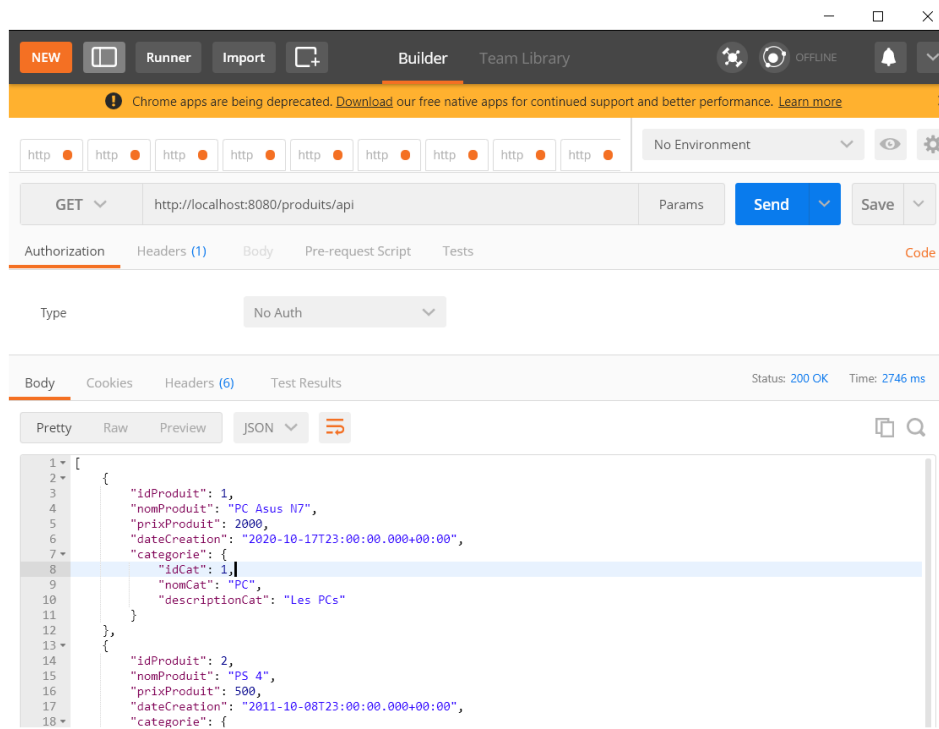 NEW Runner Import Builder Team Library OFFLINE
! Chrome apps are being deprecated. Download our free native apps for continued support and better performance. Learn more
http http http http http http http http http No Environment
GET http://localhost:8080/produits/api Params Send Save
Authorization Headers (1) Body Pre-request Script Tests Code
Type No Auth
Body Cookies Headers (6) Test Results Status: 200 OK Time: 2746 ms
Pretty Raw Preview JSON
1 [
2 {
3 "idProduit": 1,
4 "nomProduit": "PC Asus N7",
5 "prixProduit": 2000,
6 "dateCreation": "2020-10-17T23:00:00.000+00:00",
7 "categorie": {
8 "idCat": 1,
9 "nomCat": "PC",
10 "descriptionCat": "Les PCs"
11 }
12 },
13 {
14 "idProduit": 2,
15 "nomProduit": "PS 4",
16 "prixProduit": 500,
17 "dateCreation": "2011-10-08T23:00:00.000+00:00",
18 "categorie": {